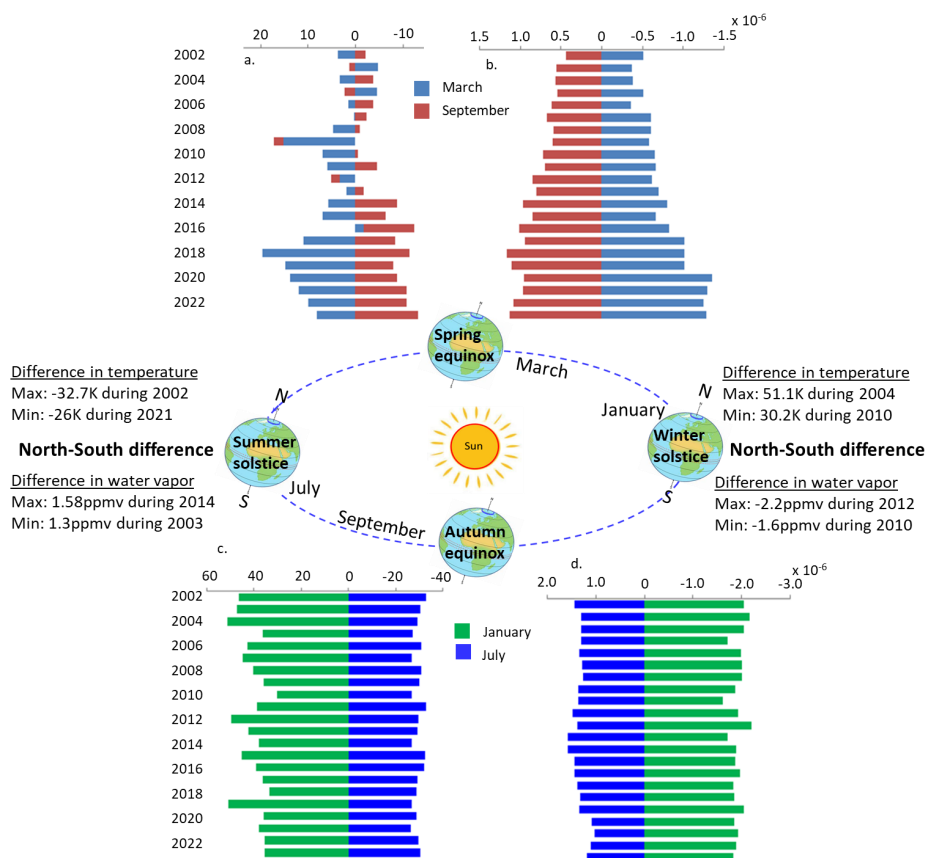 x 10⁻⁶
20 10 0 -10
1.5 1.0 0.5 0 -0.5 -1.0 -1.5
a.
b.
2002
2004
2006
2008
2010
2012
2014
2016
2018
2020
2022
March
September
Spring
equinox
March
Difference in temperature
Max: -32.7K during 2002
Min: -26K during 2021
N
Summer
solstice
S
July
North-South difference
Difference in water vapor
Max: 1.58ppmv during 2014
Min: 1.3ppmv during 2003
Sun
September
Autumn
equinox
January
N
Winter
solstice
S
Difference in temperature
Max: 51.1K during 2004
Min: 30.2K during 2010
North-South difference
Difference in water vapor
Max: -2.2ppmv during 2012
Min: -1.6ppmv during 2010
c.
60 40 20 0 -20 -40
d.
x 10⁻⁶
2.0 1.0 0 -1.0 -2.0 -3.0
2002
2004
2006
2008
2010
2012
2014
2016
2018
2020
2022
January
July